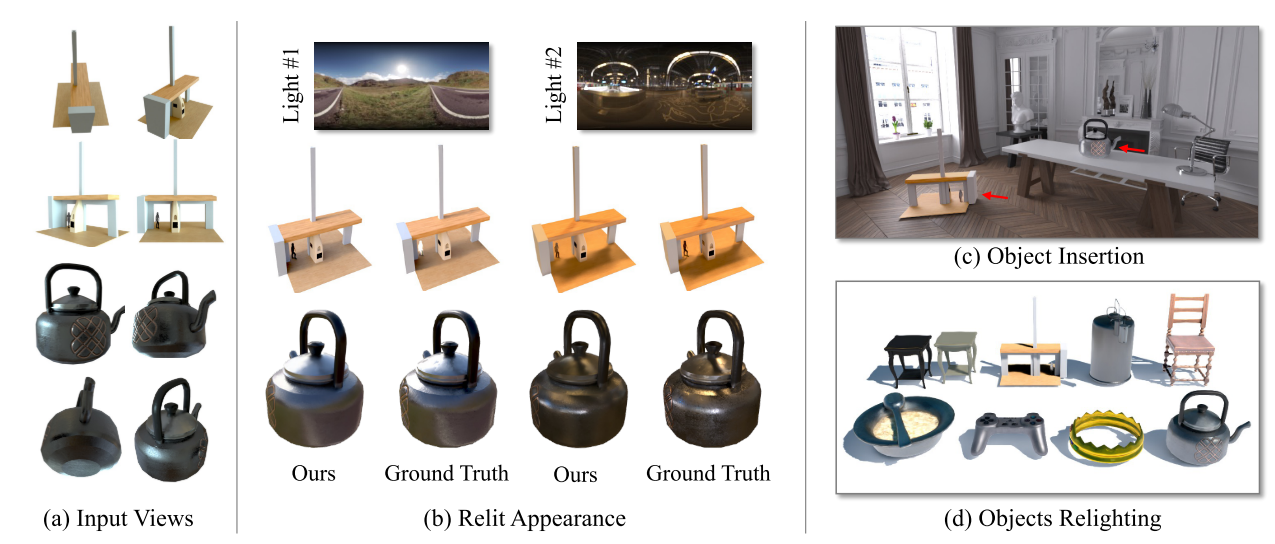 Light #1
Light #2
Ours
Ground Truth
Ours
Ground Truth
(a) Input Views
(b) Relit Appearance
(c) Object Insertion
(d) Objects Relighting